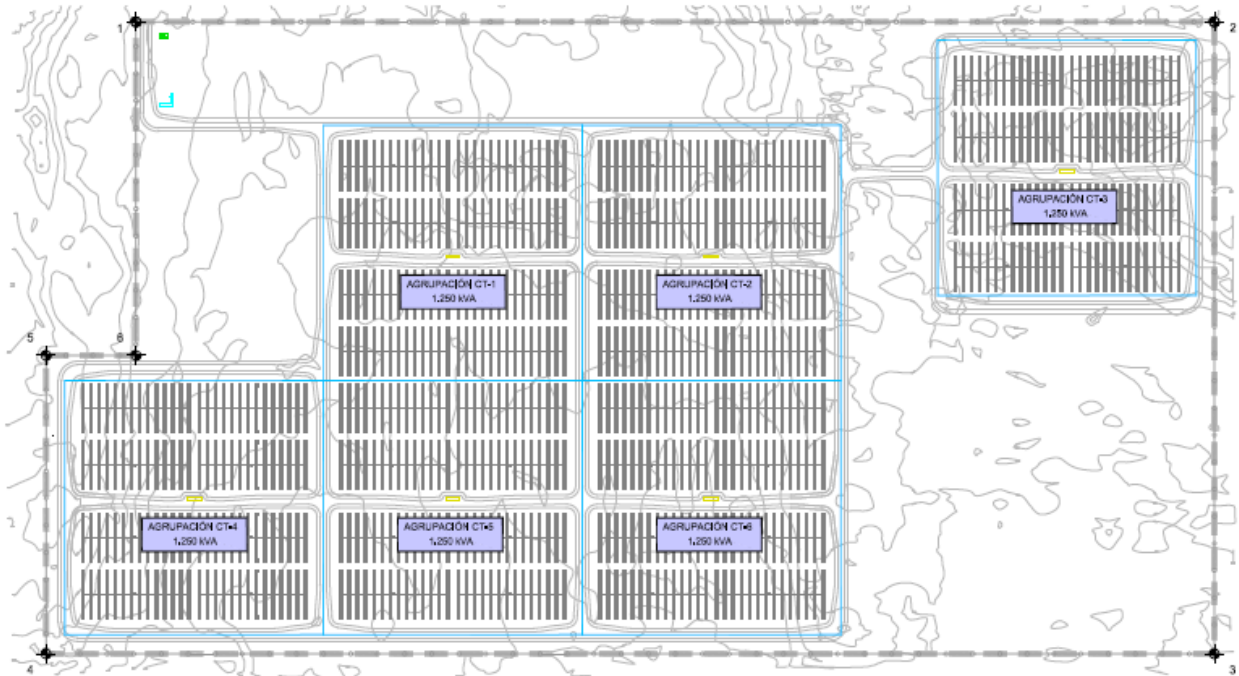 1
2
AGRUPACIÓN CT-3
1.250 kVA
AGRUPACIÓN CT-1
1.250 kVA
AGRUPACIÓN CT-2
1.250 kVA
5
6
AGRUPACIÓN CT-4
1.250 kVA
AGRUPACIÓN CT-5
1.250 kVA
AGRUPACIÓN CT-6
1.250 kVA
4
3